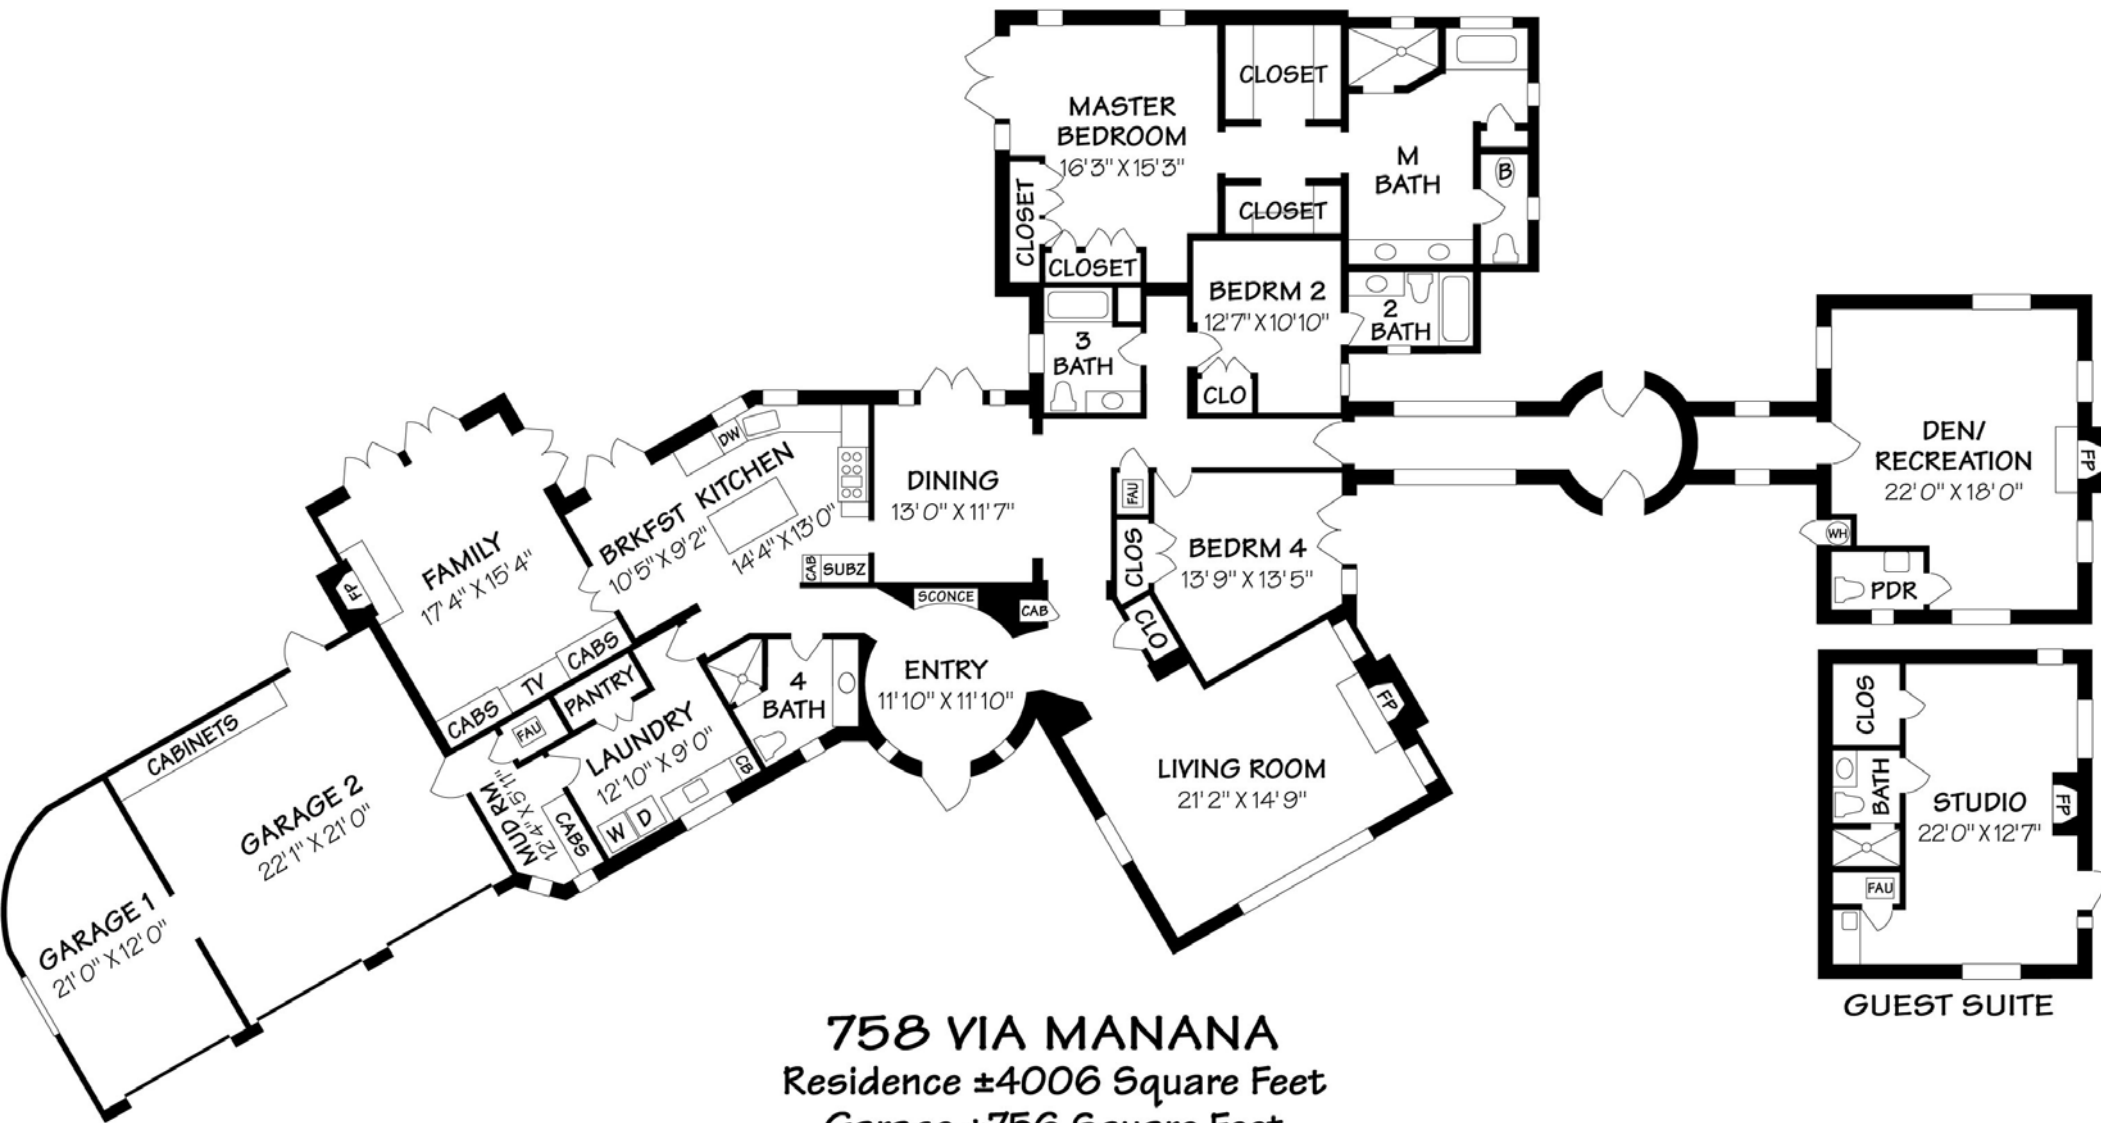 CLOSET
MASTER
BEDROOM
16'3" X 15'3"
M
BATH
B
CLOSET
CLOSET
CLOSET
BEDRM 2
12'7" X 10'10"
2
BATH
3
BATH
CLO
DW
BRKFST KITCHEN
10'5" X 9'2"
14'4" X 13'0"
DINING
13'0" X 11'7"
CAB
SUBZ
FAMILY
17'4" X 15'4"
FP
FAU
CLOS
BEDRM 4
13'9" X 13'5"
CLO
DEN/
RECREATION
22'0" X 18'0"
FP
WH
PDR
SCONCE
CAB
ENTRY
11'10" X 11'10"
4
BATH
CABS
TV
CABS
PANTRY
FAU
LAUNDRY
12'10" X 9'0"
CB
W
D
MUD RM
12'4" X 5'11"
CABS
CABINETS
GARAGE 2
22'1" X 21'0"
GARAGE 1
21'0" X 12'0"
FP
LIVING ROOM
21'2" X 14'9"
CLOS
BATH
STUDIO
22'0" X 12'7"
FP
FAU
GUEST SUITE
758 VIA MANANA
Residence ±4006 Square Feet
Garage ±756 Square Feet